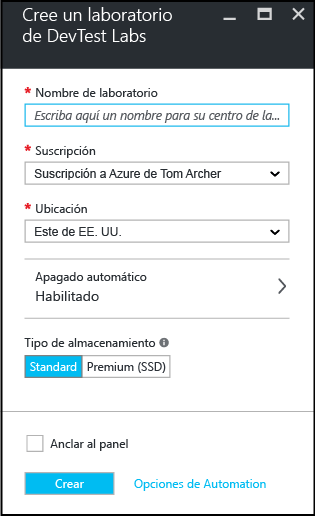 Cree un laboratorio
de DevTest Labs
* Nombre de laboratorio
Escriba aquí un nombre para su centro de la...
* Suscripción
Suscripción a Azure de Tom Archer
* Ubicación
Este de EE. UU.
Apagado automático
Habilitado
Tipo de almacenamiento
Standard Premium (SSD)
Anclar al panel
Crear Opciones de Automation